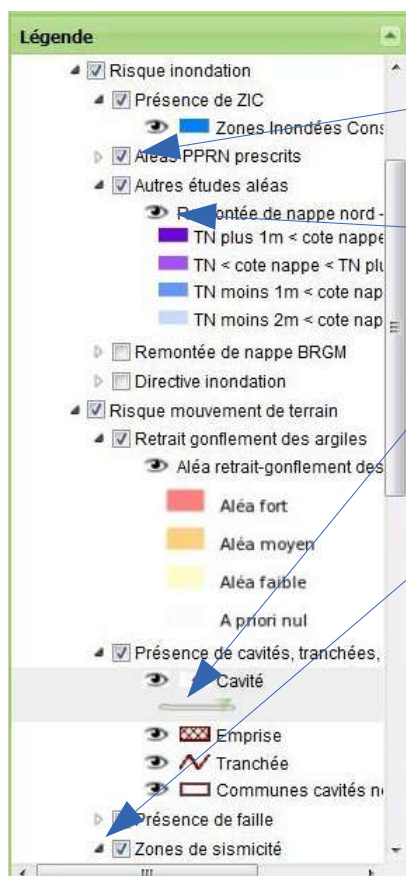 Légende
Risque inondation
Présence de ZIC
Zones Inondées Cons
Aléas PPRN prescrits
Autres études aléas
Remontée de nappe nord -
TN plus 1m < cote nappe
TN < cote nappe < TN plu
TN moins 1m < cote nap
TN moins 2m < cote nap
Remontée de nappe BRGM
Directive inondation
Risque mouvement de terrain
Retrait gonflement des argiles
Aléa retrait-gonflement des
Aléa fort
Aléa moyen
Aléa faible
A priori nul
Présence de cavités, tranchées,
Cavité
Emprise
Tranchée
Communes cavités n
Présence de faille
Zones de sismicité